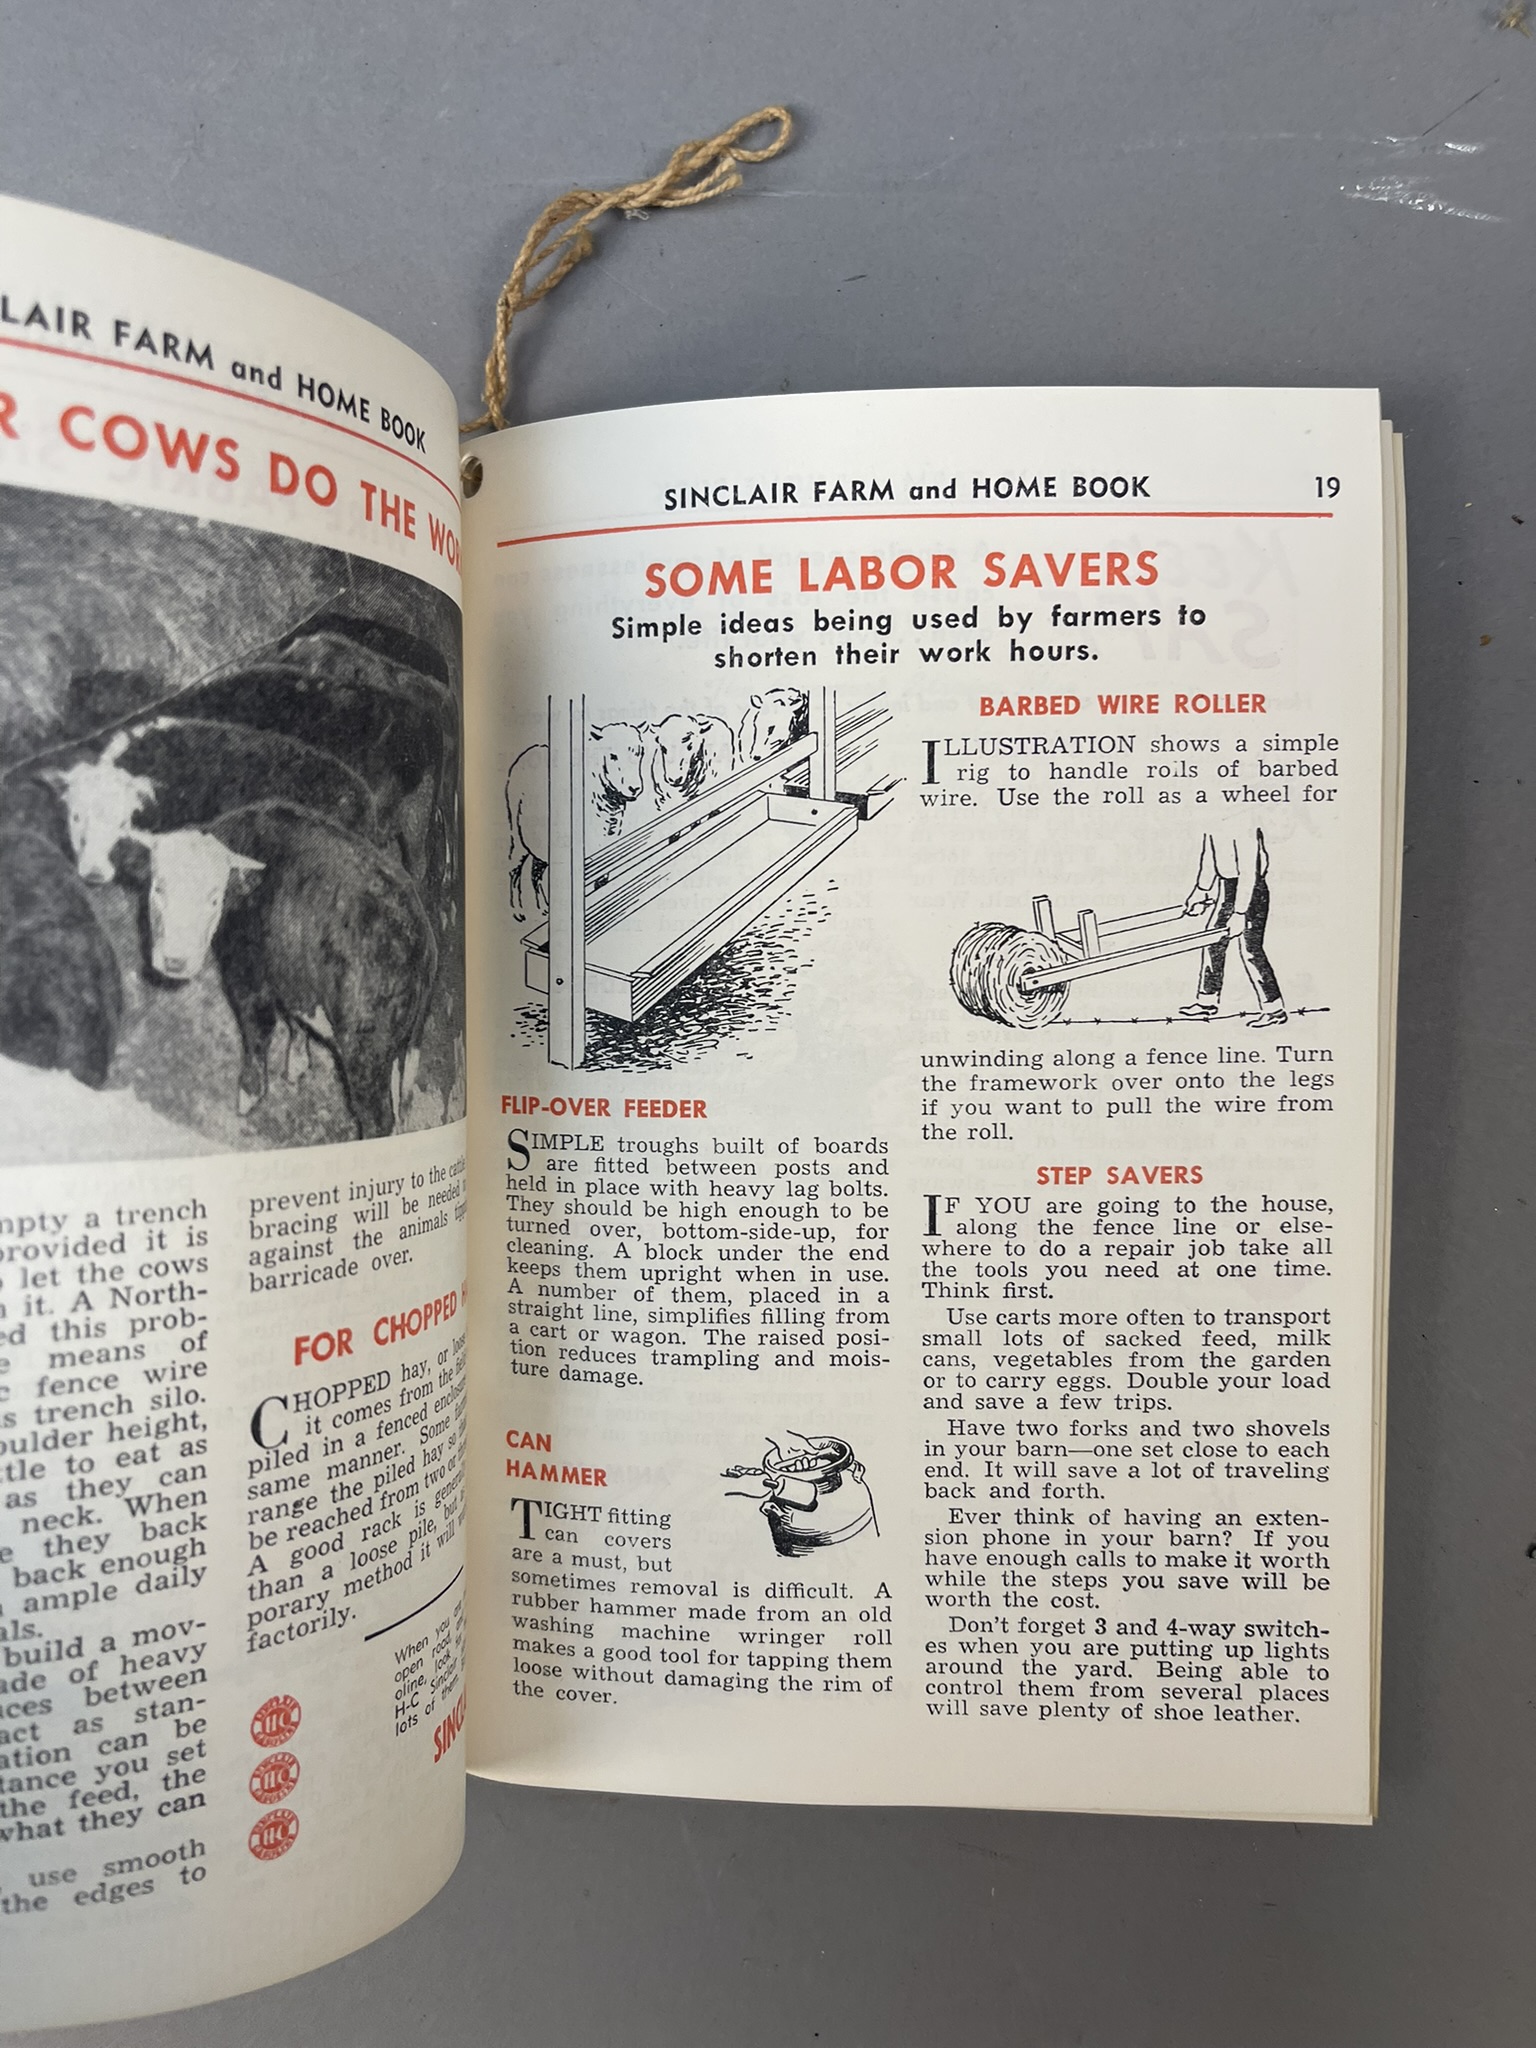 LAIR FARM and HOME BOOK
R COWS DO THE
mpty a trench
provided it is
let the cows
it. A North-
ed this prob-
means of
fence wire
s trench silo.
oulder height,
ttle to eat as
as they can
neck. When
they back
back enough
ample daily
als.
build a mov-
ade of heavy
aces between
act as stan-
ation can be
tance you set
the feed, the
what they can
use smooth
the edges to
prevent injury to the cattle
bracing will be needed
against the animals
barricade over.
FOR CHOPPED
CHOPPED hay, or
it comes from the
piled in a fenced
same manner. Some
range the piled hay so
be reached from two or
A good rack is
than a loose pile, but
porary method it will
factorily.
When you are
open road
oline, look for
H-C Sinclair
lots of them.
SINCLAIR FARM and HOME BOOK 19
SOME LABOR SAVERS
Simple ideas being used by farmers to
shorten their work hours.
FLIP-OVER FEEDER
SIMPLE troughs built of boards
are fitted between posts and
held in place with heavy lag bolts.
They should be high enough to be
turned over, bottom-side-up, for
cleaning. A block under the end
keeps them upright when in use.
A number of them, placed in a
straight line, simplifies filling from
a cart or wagon. The raised posi-
tion reduces trampling and mois-
ture damage.
CAN
HAMMER
TIGHT fitting
can covers
are a must, but
sometimes removal is difficult. A
rubber hammer made from an old
washing machine wringer roll
makes a good tool for tapping them
loose without damaging the rim of
the cover.
BARBED WIRE ROLLER
ILLUSTRATION shows a simple
rig to handle rolls of barbed
wire. Use the roll as a wheel for
unwinding along a fence line. Turn
the framework over onto the legs
if you want to pull the wire from
the roll.
STEP SAVERS
IF YOU are going to the house,
along the fence line or else-
where to do a repair job take all
the tools you need at one time.
Think first.
Use carts more often to transport
small lots of sacked feed, milk
cans, vegetables from the garden
or to carry eggs. Double your load
and save a few trips.
Have two forks and two shovels
in your barn—one set close to each
end. It will save a lot of traveling
back and forth.
Ever think of having an exten-
sion phone in your barn? If you
have enough calls to make it worth
while the steps you save will be
worth the cost.
Don't forget 3 and 4-way switch-
es when you are putting up lights
around the yard. Being able to
control them from several places
will save plenty of shoe leather.